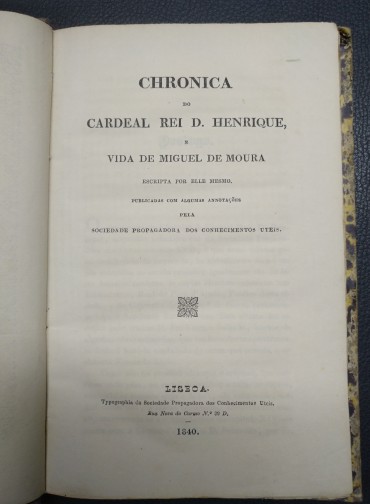 CHRONICA
DO
CARDEAL REI D. HENRIQUE,
E
VIDA DE MIGUEL DE MOURA
ESCRIPTA POR ELLE MESMO,
PUBLICADAS COM ALGUMAS ANNOTAÇÕES
PELA
SOCIEDADE PROPAGADORA DOS CONHECIMENTOS UTEIS.
LISBOA.
Typographia da Sociedade Propagadora dos Conhecimentos Uteis.
Rua Nova do Carmo N.º 39 D.
1840.